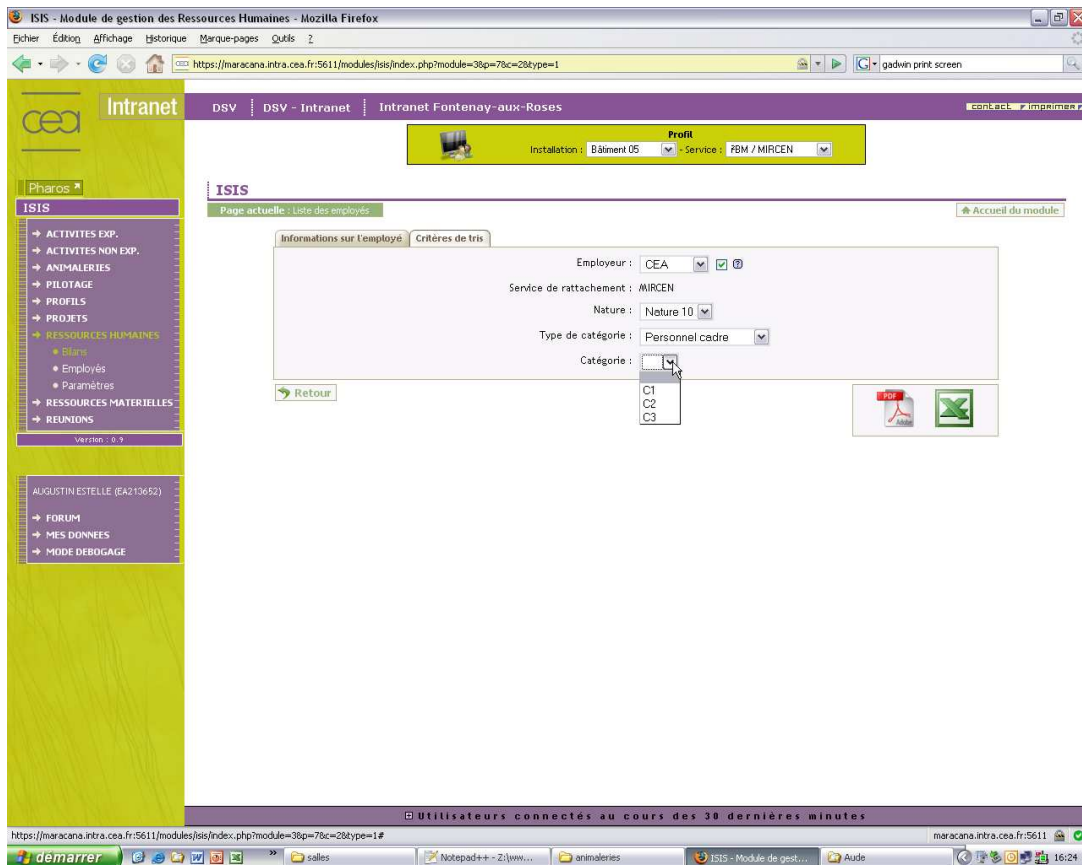 ISIS - Module de gestion des Ressources Humaines - Mozilla Firefox
Fichier Édition Affichage Historique Marque-pages Outils ?
https://maracana.intra.cea.fr:5611/modules/isis/index.php?module=3&p=7&c=2&type=1
gadwin print screen
cea Intranet
DSV DSV - Intranet Intranet Fontenay-aux-Roses
contact imprimer
Profil
Installation : Bâtiment 05 - Service : MIRCEN
Pharos
ISIS
ISIS
Page actuelle : Liste des employés
Accueil du module
ACTIVITES EXP.
ACTIVITES NON EXP.
ANIMALERIES
PILOTAGE
PROFILS
PROJETS
RESSOURCES HUMAINES
Bilans
Employés
Paramètres
RESSOURCES MATERIELLES
REUNIONS
Version : 0.9
Informations sur l'employé Critères de tris
Employeur : CEA
Service de rattachement : MIRCEN
Nature : Nature 10
Type de catégorie : Personnel cadre
Catégorie :
C1
C2
C3
Retour
PDF
Adobe
AUGUSTIN ESTELLE (EA213652)
FORUM
MES DONNEES
MODE DEBOGAGE
Utilisateurs connectés au cours des 30 dernières minutes
https://maracana.intra.cea.fr:5611/modules/isis/index.php?module=3&p=7&c=2&type=1#
maracana.intra.cea.fr:5611
démarrer
salles
Notepad++ - Z:\ww...
animaleries
ISIS - Module de gest...
Aude
16:24